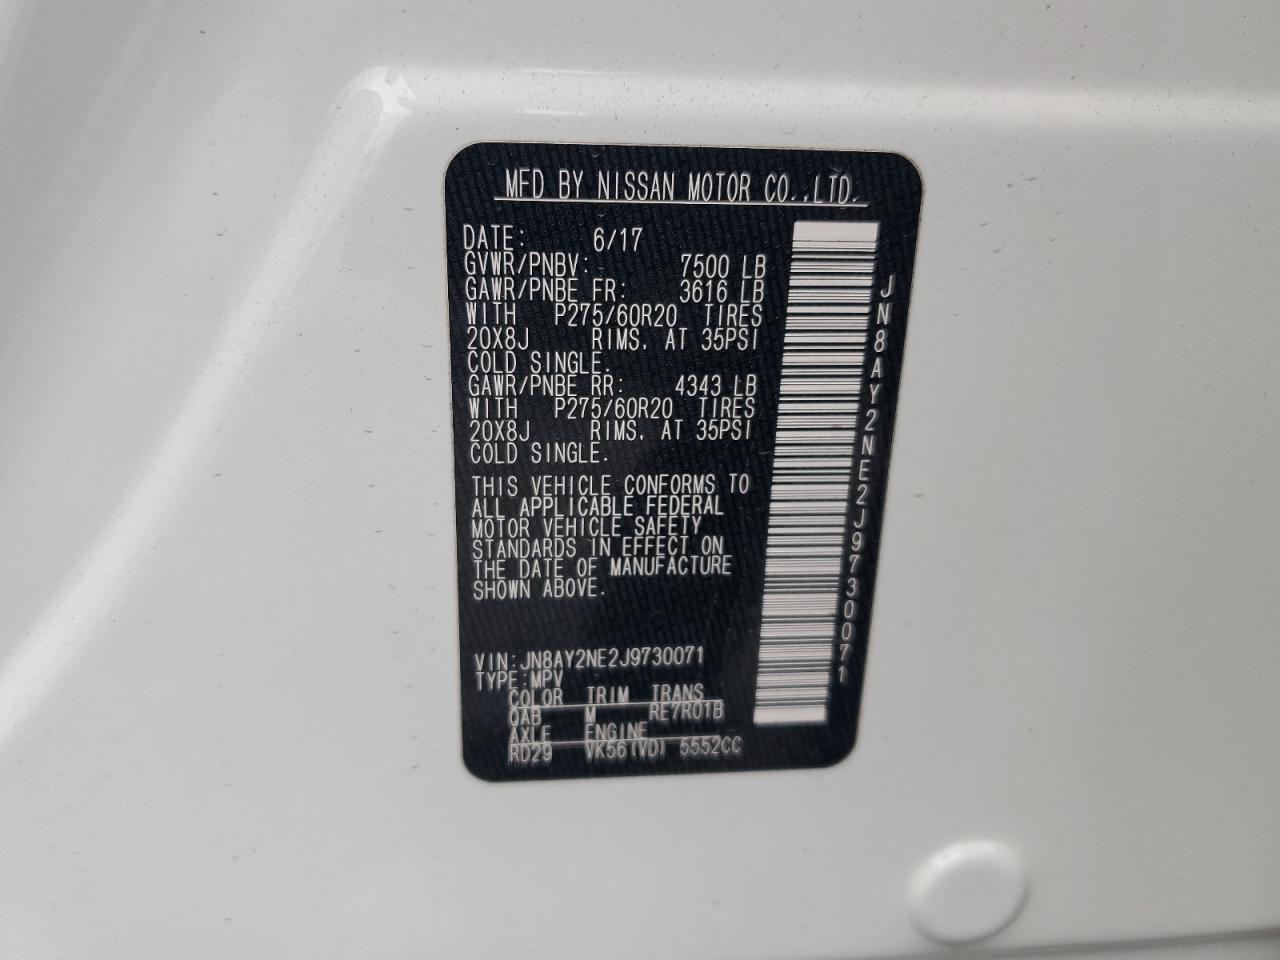 MFD BY NISSAN MOTOR CO.,LTD.
DATE: 6/17
GVWR/PNBV: 7500 LB
GAWR/PNBE FR: 3616 LB
WITH P275/60R20 TIRES
20X8J RIMS. AT 35PSI
COLD SINGLE.
GAWR/PNBE RR: 4343 LB
WITH P275/60R20 TIRES
20X8J RIMS. AT 35PSI
COLD SINGLE.
THIS VEHICLE CONFORMS TO
ALL APPLICABLE FEDERAL
MOTOR VEHICLE SAFETY
STANDARDS IN EFFECT ON
THE DATE OF MANUFACTURE
SHOWN ABOVE.
VIN:JN8AY2NE2J9730071
TYPE:MPV
COLOR TRIM TRANS
QAB M RE7R01B
AXLE ENGINE
RD29 VK56(VD) 5552CC
JN8AY2NE2J9730071